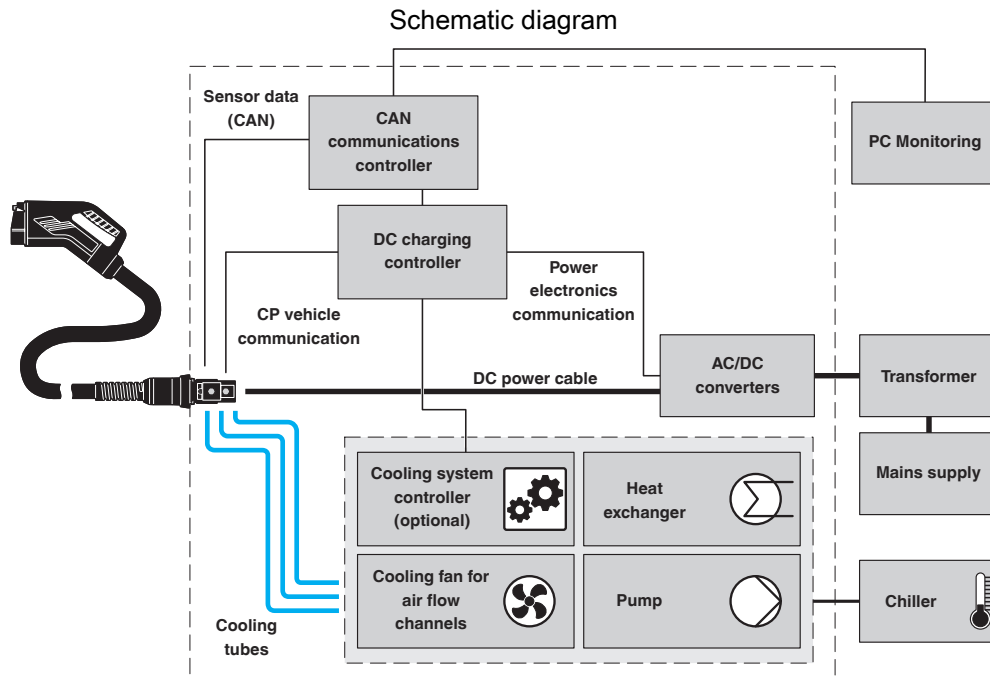 Schematic diagram
Sensor data
(CAN)
CAN
communications
controller
PC Monitoring
DC charging
controller
Power
electronics
communication
CP vehicle
communication
DC power cable
AC/DC
converters
Transformer
Mains supply
Cooling system
controller
(optional)
Heat
exchanger
Cooling fan for
air flow
channels
Pump
Chiller
Cooling
tubes